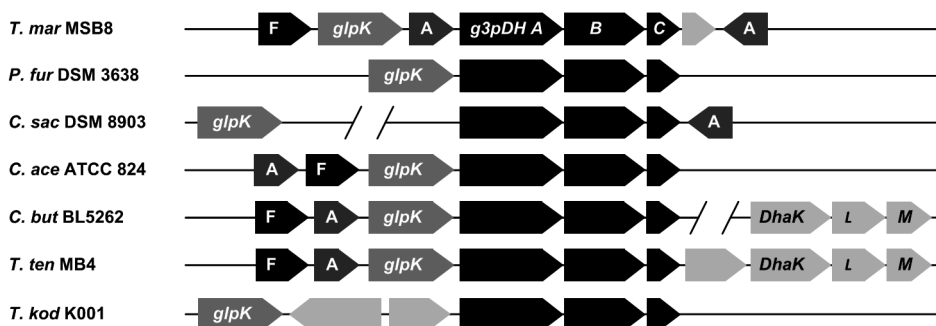 T. mar MSB8 F glpK A g3pDH A B C A
P. fur DSM 3638 glpK
C. sac DSM 8903 glpK A
C. ace ATCC 824 A F glpK
C. but BL5262 F A glpK DhaK L M
T. ten MB4 F A glpK DhaK L M
T. kod K001 glpK